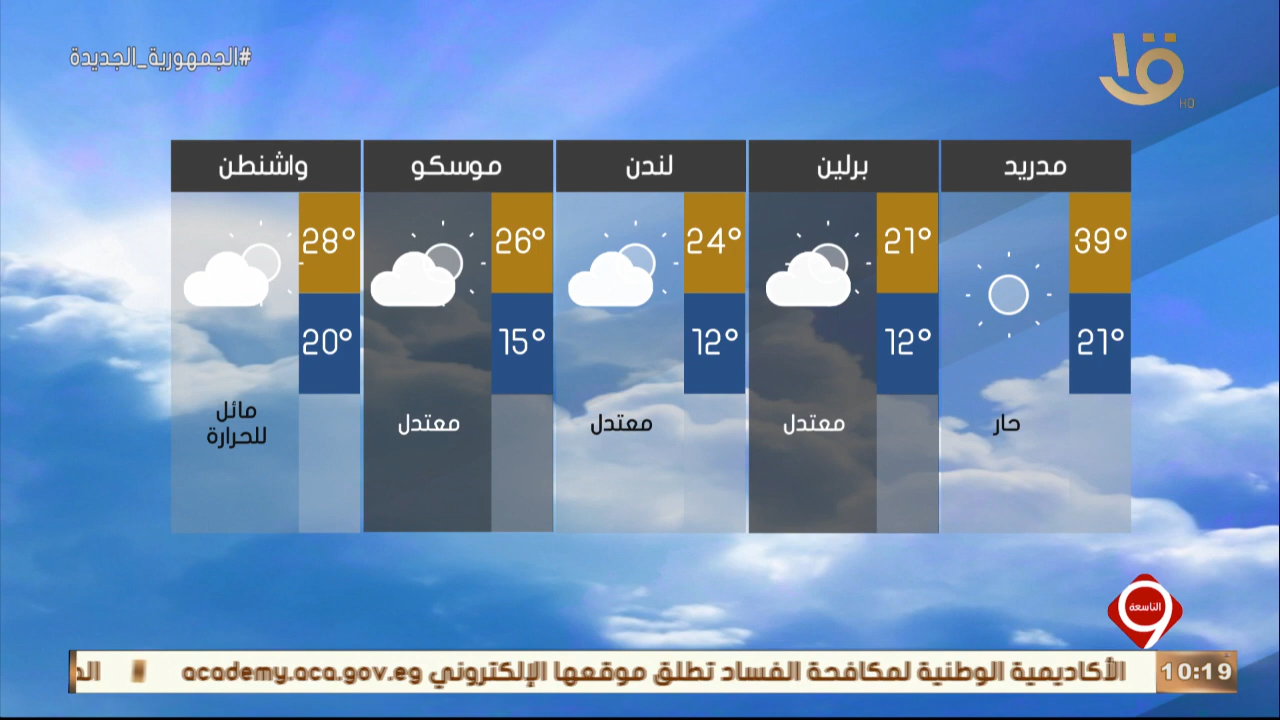 #الجمهورية_الجديدة
HD
مدريد
39°
21°
حار
برلين
21°
12°
معتدل
لندن
24°
12°
معتدل
موسكو
26°
15°
معتدل
واشنطن
28°
20°
مائل
للحرارة
التاسعة
9
10:19
الأكاديمية الوطنية لمكافحة الفساد تطلق موقعها الإلكتروني academy.aca.gov.eg